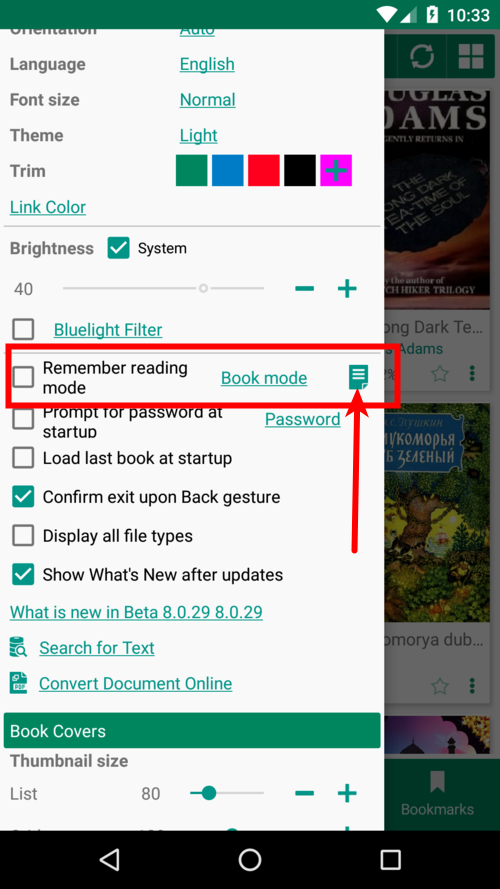 10:33
Orientation Auto
Language English
Font size Normal
Theme Light
Trim
Link Color
Brightness System
40
Bluelight Filter
Remember reading
mode
Book mode
Prompt for password at
startup
Password
Load last book at startup
Confirm exit upon Back gesture
Display all file types
Show What's New after updates
What is new in Beta 8.0.29 8.0.29
Search for Text
Convert Document Online
PDF
Book Covers
Thumbnail size
List 80
DOUGLAS
ADAMS
GENTLY RETURNS IN
THE
LONG DARK
TEA-TIME OF
THE SOUL
the author of
TCH HIKER TRILOGY
ong Dark Te...
s Adams
2%
.С. ПУШКИН
УКОМОРЬЯ
Ь ЗЕЛЕНЫЙ
omorya dub...
Bookmarks